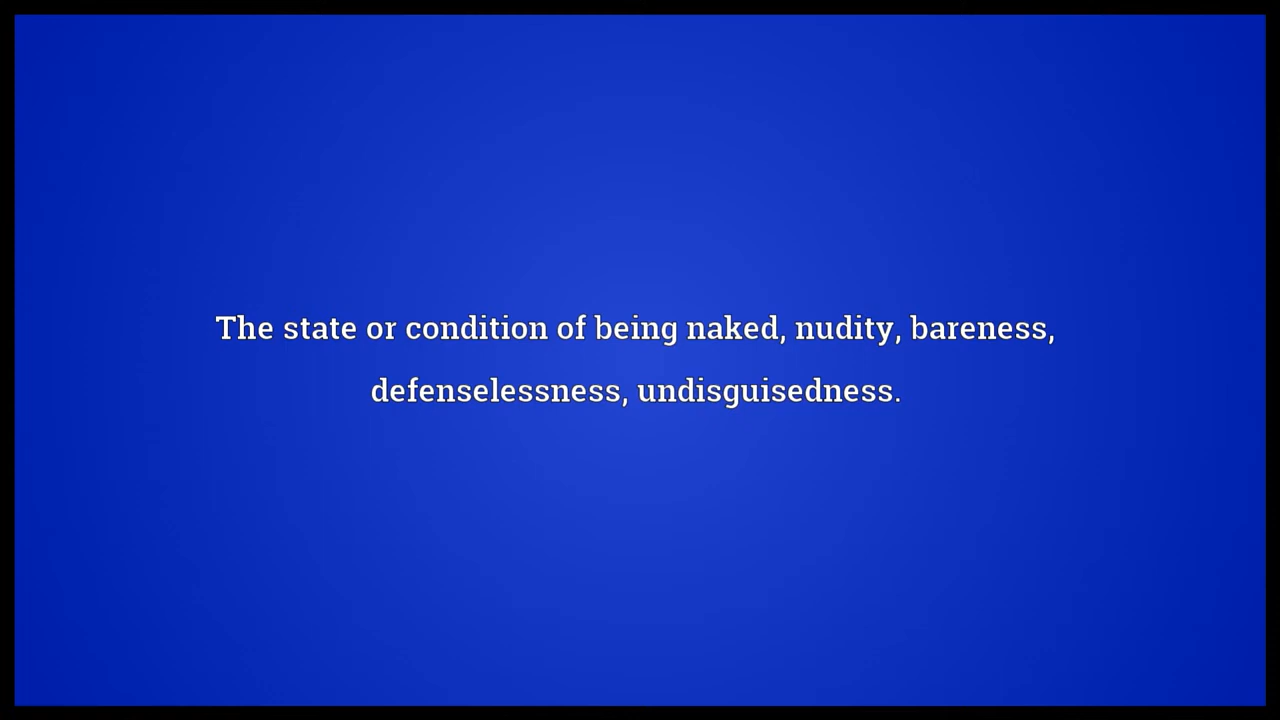 The state or condition of being naked, nudity, bareness,
defenselessness, undisguisedness.